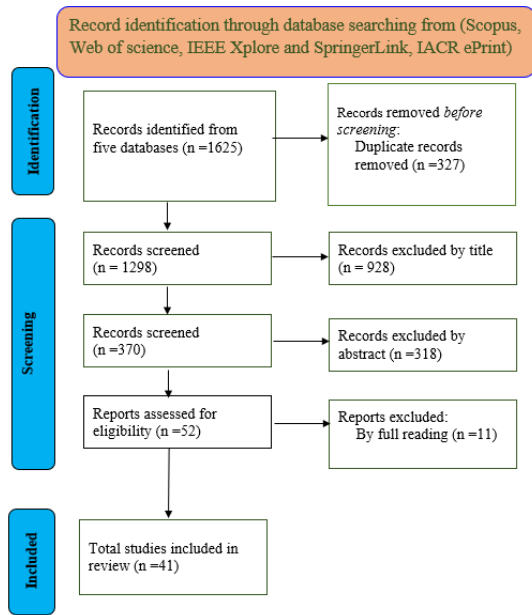 Record identification through database searching from (Scopus,
Web of science, IEEE Xplore and SpringerLink, IACR ePrint)
Identification
Records identified from
five databases (n =1625)
Records removed before
screening:
Duplicate records
removed (n =327)
Screening
Records screened
(n = 1298)
Records excluded by title
(n = 928)
Records screened
(n =370)
Records excluded by
abstract (n =318)
Reports assessed for
eligibility (n =52)
Reports excluded:
By full reading (n =11)
Included
Total studies included in
review (n =41)